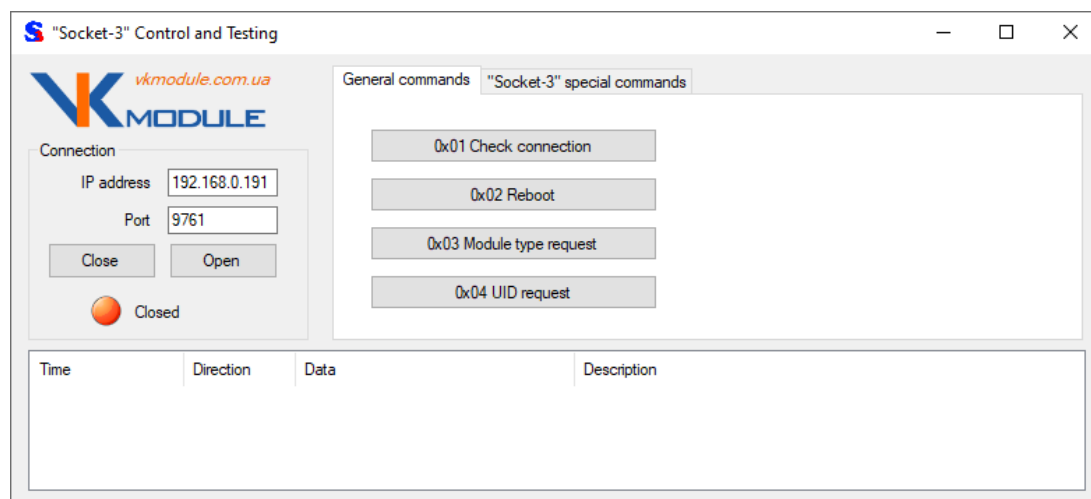 "Socket-3" Control and Testing
vkmodule.com.ua
VK MODULE
Connection
IP address 192.168.0.191
Port 9761
Close Open
Closed
General commands "Socket-3" special commands
0x01 Check connection
0x02 Reboot
0x03 Module type request
0x04 UID request
Time Direction Data Description